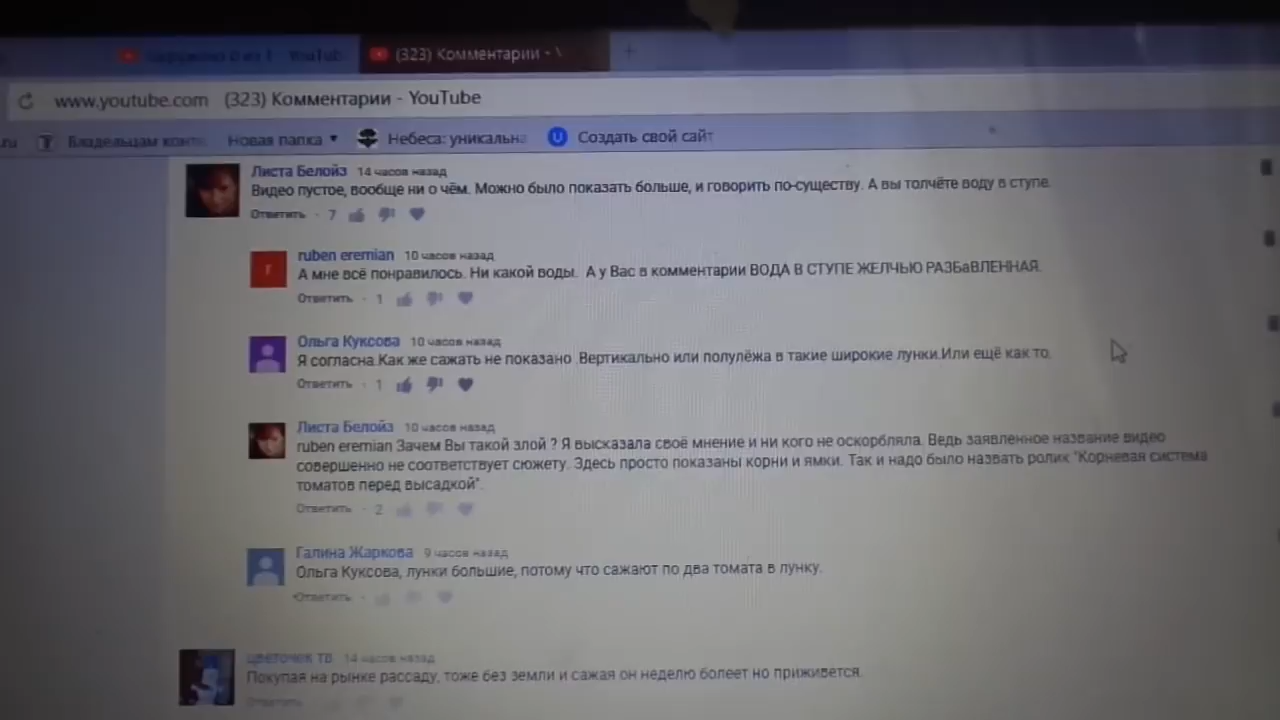 (323) Комментарии - \
www.youtube.com (323) Комментарии - YouTube
.ru Владельцам конт Новая папка Небеса: уникальна Создать свой сайт
Листа Белойз 14 часов назад
Видео пустое, вообще ни о чём. Можно было показать больше, и говорить по-существу. А вы толчёте воду в ступе.
Ответить · 7
ruben eremian 10 часов назад
А мне всё понравилось. Ни какой воды. А у Вас в комментарии ВОДА В СТУПЕ ЖЕЛЧЬЮ РАЗБаВЛЕННАЯ.
Ответить · 1
Ольга Куксова 10 часов назад
Я согласна.Как же сажать не показано .Вертикально или полулёжа в такие широкие лунки.Или ещё как то.
Ответить · 1
Листа Белойз 10 часов назад
ruben eremian Зачем Вы такой злой ? Я высказала своё мнение и ни кого не оскорбляла. Ведь заявленное название видео
совершенно не соответствует сюжету. Здесь просто показаны корни и ямки. Так и надо было назвать ролик "Корневая система
томатов перед высадкой".
Ответить · 2
Галина Жаркова 9 часов назад
Ольга Куксова, лунки большие, потому что сажают по два томата в лунку.
Ответить ·
цветочек ТВ 14 часов назад
Покупая на рынке рассаду, тоже без земли и сажая он неделю болеет но приживется.
Ответить